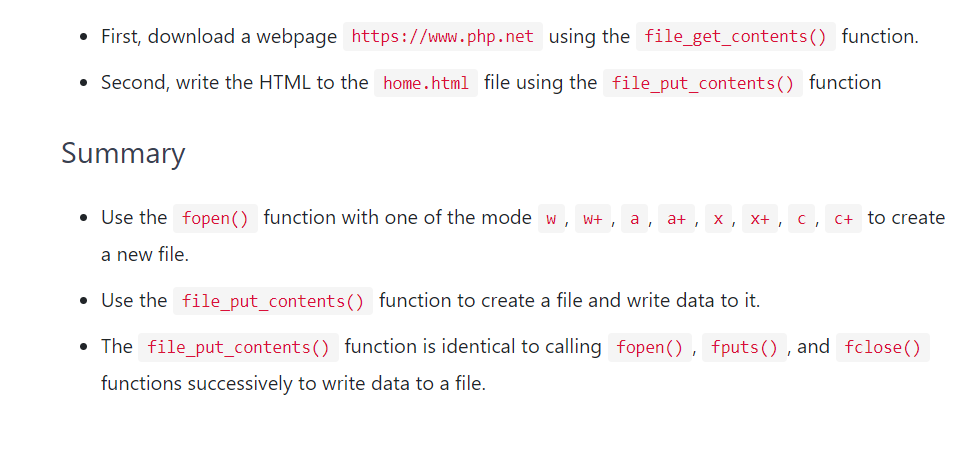 First, download a webpage https://www.php.net using the file_get_contents() function.
Second, write the HTML to the home.html file using the file_put_contents() function
Summary
Use the fopen() function with one of the mode w , w+ , a , a+ , x , x+ , c , c+ to create
a new file.
Use the file_put_contents() function to create a file and write data to it.
The file_put_contents() function is identical to calling fopen() , fputs() , and fclose()
functions successively to write data to a file.